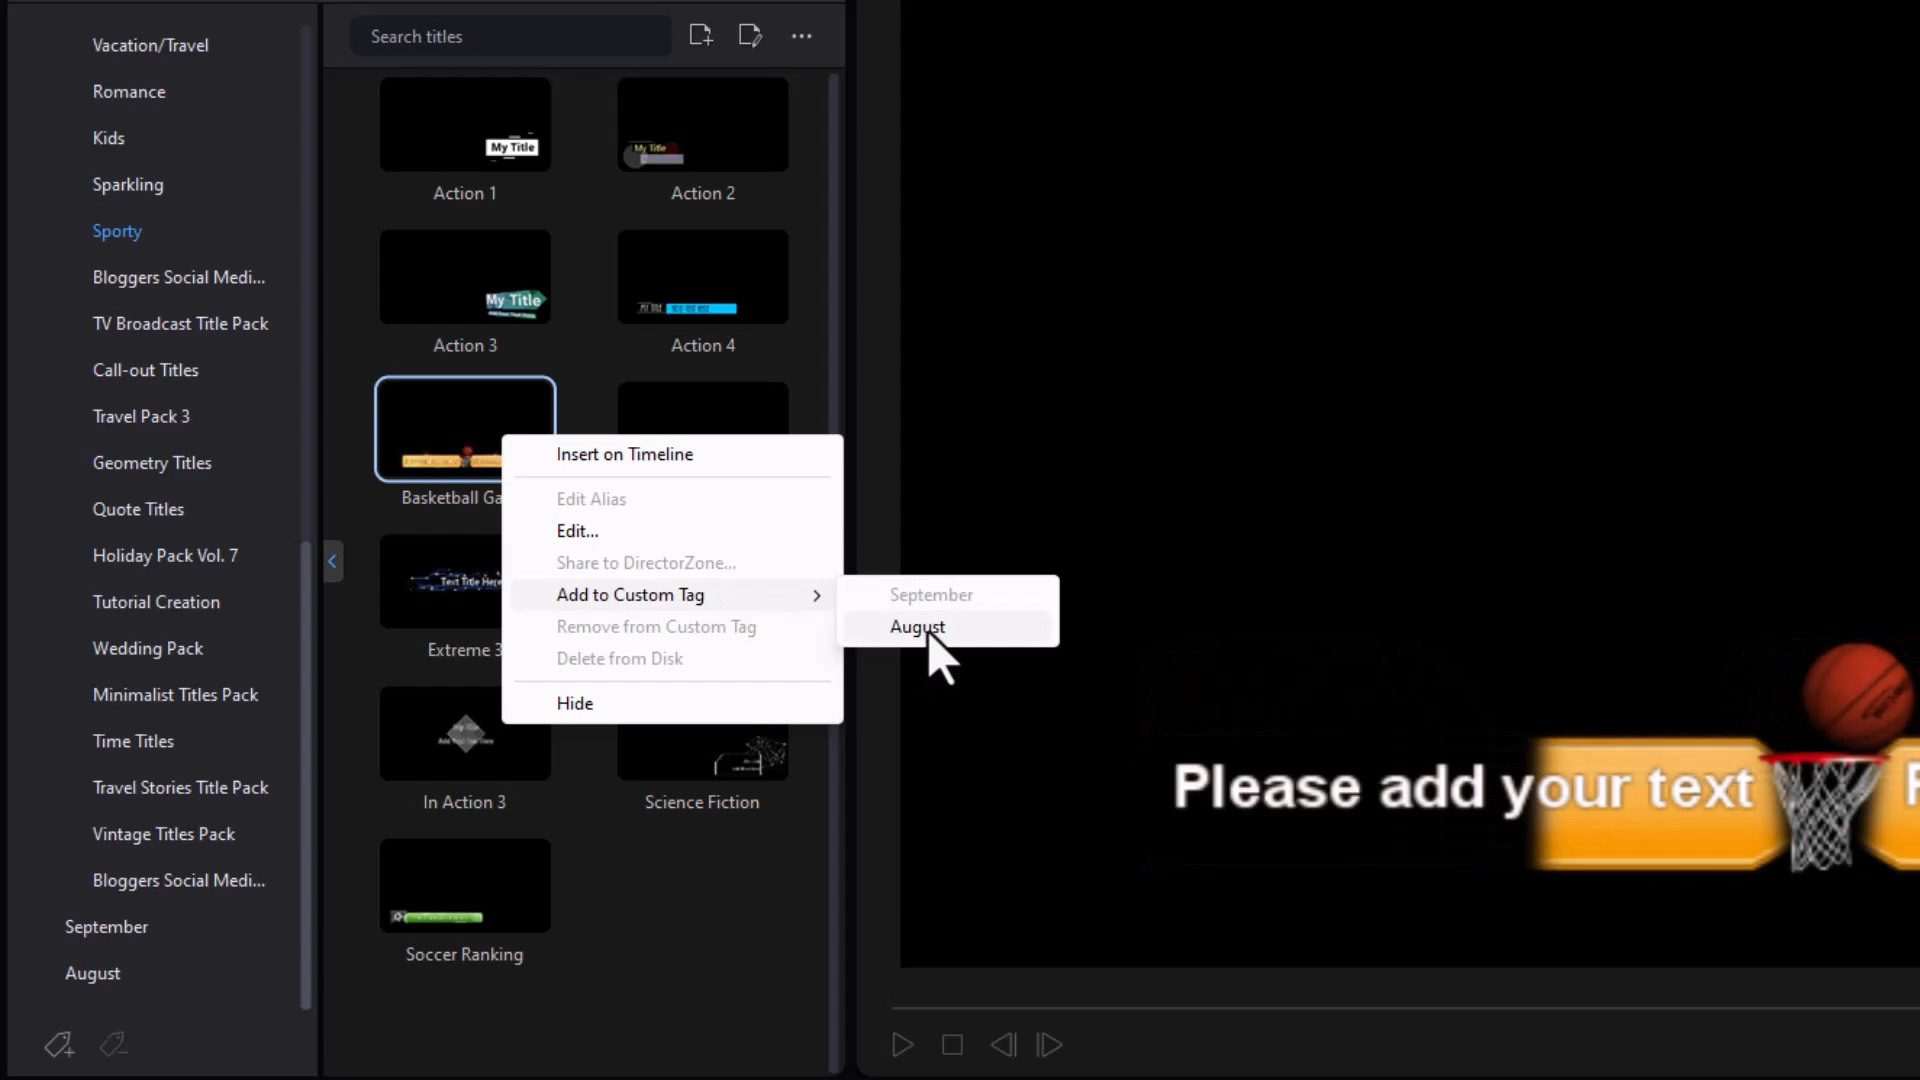 Vacation/Travel
Romance
Kids
Sparkling
Sporty
Bloggers Social Medi...
TV Broadcast Title Pack
Call-out Titles
Travel Pack 3
Geometry Titles
Quote Titles
Holiday Pack Vol. 7
Tutorial Creation
Wedding Pack
Minimalist Titles Pack
Time Titles
Travel Stories Title Pack
Vintage Titles Pack
Bloggers Social Medi...
September
August
Search titles
My Title
Action 1
My Title
Action 2
My Title
Action 3
Action 4
Basketball Ga
Text Title Here
Extreme 3
In Action 3
Science Fiction
Soccer Ranking
Insert on Timeline
Edit Alias
Edit...
Share to DirectorZone...
Add to Custom Tag
Remove from Custom Tag
Delete from Disk
Hide
September
August
Please add your text